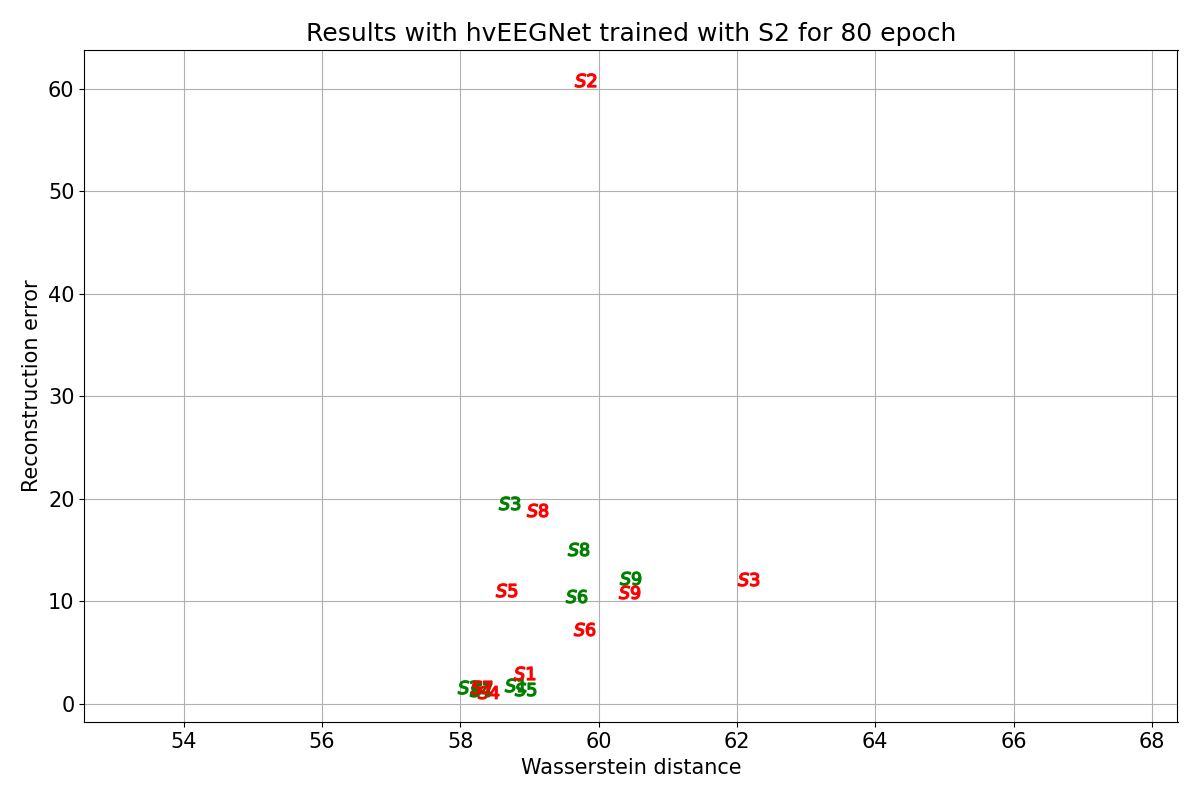 Results with hvEEGNet trained with S2 for 80 epoch
Reconstruction error
60
50
40
30
20
10
0
S2
S3
S8
S8
S9
S3
S5
S9
S6
S6
S1
S5
54
56
58
60
62
64
66
68
Wasserstein distance